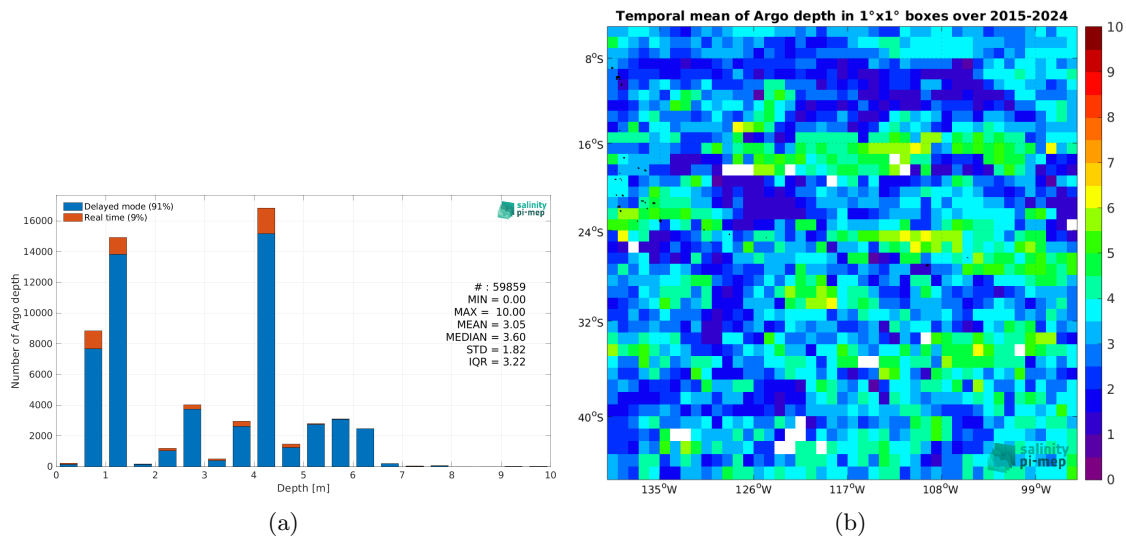 Delayed mode (91%)
Real time (9%)
salinity
pi-mep
16000
14000
12000
10000
8000
6000
4000
2000
0
Number of Argo depth
# : 59859
MIN = 0.00
MAX = 10.00
MEAN = 3.05
MEDIAN = 3.60
STD = 1.82
IQR = 3.22
0 1 2 3 4 5 6 7 8 9 10
Depth [m]
(a)
Temporal mean of Argo depth in 1°x1° boxes over 2015-2024
8°S
16°S
24°S
32°S
40°S
135°W 126°W 117°W 108°W 99°W
salinity
pi-mep
10
9
8
7
6
5
4
3
2
1
0
(b)